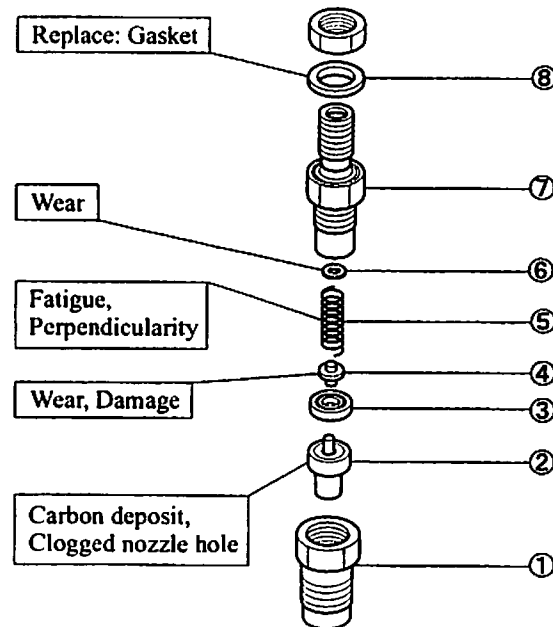 Replace: Gasket
⑧
⑦
Wear
⑥
Fatigue,
Perpendicularity
⑤
④
Wear, Damage
③
②
Carbon deposit,
Clogged nozzle hole
①